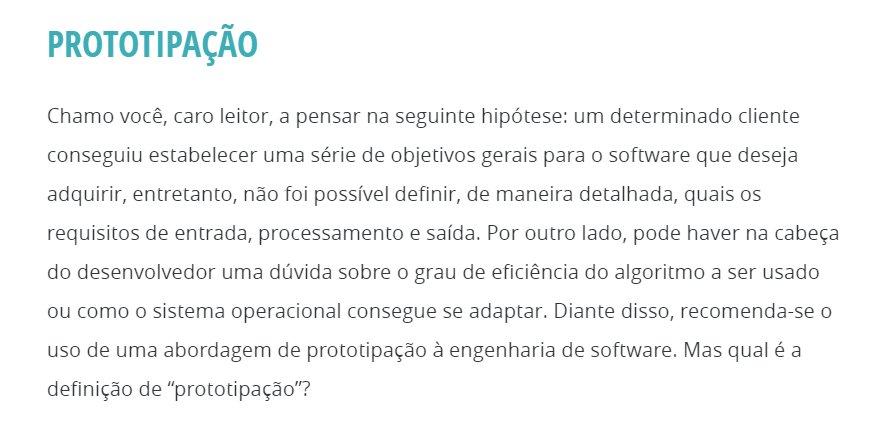 PROTOTIPAÇÃO
Chamo você, caro leitor, a pensar na seguinte hipótese: um determinado cliente
conseguiu estabelecer uma série de objetivos gerais para o software que deseja
adquirir, entretanto, não foi possível definir, de maneira detalhada, quais os
requisitos de entrada, processamento e saída. Por outro lado, pode haver na cabeça
do desenvolvedor uma dúvida sobre o grau de eficiência do algoritmo a ser usado
ou como o sistema operacional consegue se adaptar. Diante disso, recomenda-se o
uso de uma abordagem de prototipação à engenharia de software. Mas qual é a
definição de “prototipação”?